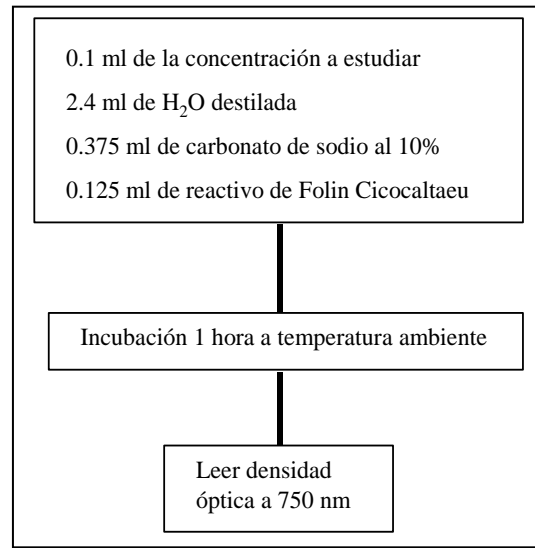 0.1 ml de la concentración a estudiar
2.4 ml de H₂O destilada
0.375 ml de carbonato de sodio al 10%
0.125 ml de reactivo de Folin Cicocaltaeu
Incubación 1 hora a temperatura ambiente
Leer densidad
óptica a 750 nm